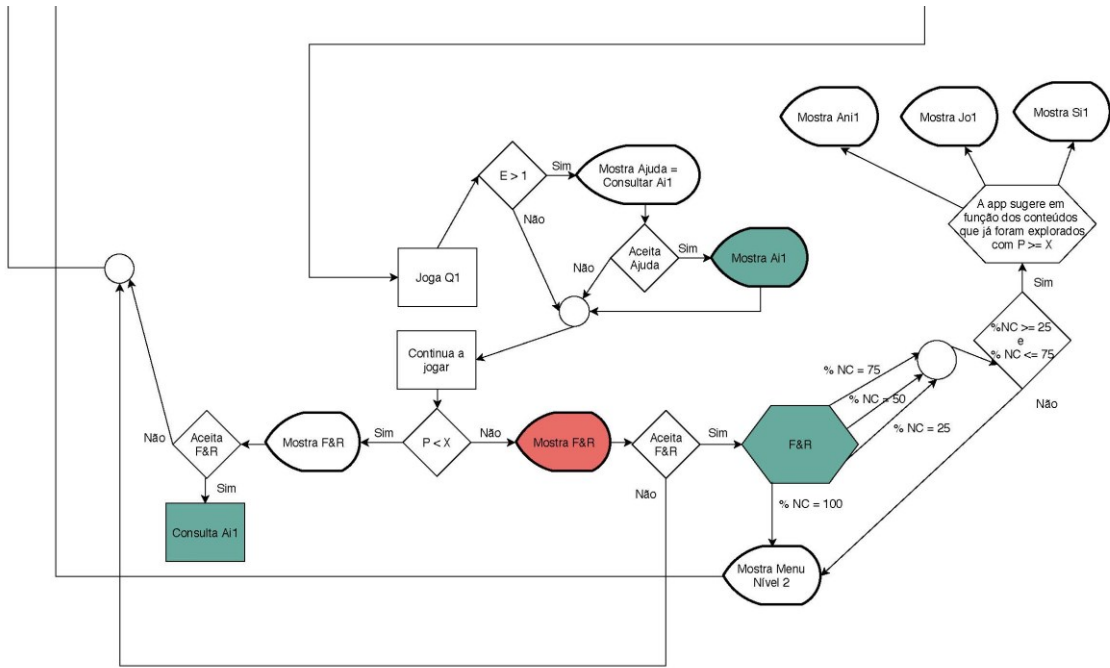 Mostra Ani1
Mostra Jo1
Mostra Si1
E > 1
Sim
Mostra Ajuda =
Consultar Ai1
Não
A app sugere em
função dos conteúdos
que já foram explorados
com P >= X
Joga Q1
Aceita
Ajuda
Sim
Mostra Ai1
Não
Sim
%NC >= 25
e
% NC <= 75
Não
Continua a
jogar
% NC = 75
% NC = 50
% NC = 25
Não
Aceita
F&R
Sim
Mostra F&R
Sim
P < X
Não
Mostra F&R
Aceita
F&R
Sim
F&R
Não
% NC = 100
Consulta Ai1
Mostra Menu
Nível 2